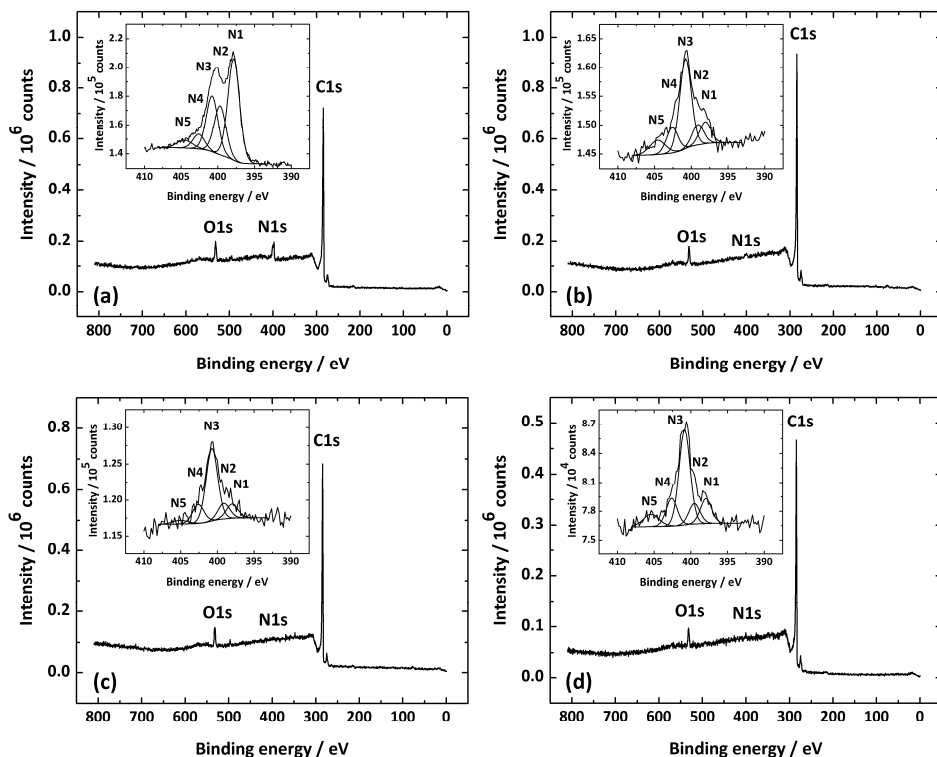 (a)
Intensity / 10^6 counts
1.0
0.8
0.6
0.4
0.2
0.0
800 700 600 500 400 300 200 100 0
Binding energy / eV
O1s
N1s
C1s
Intensity / 10^5 counts
2.2
2.0
1.8
1.6
1.4
410 405 400 395 390
Binding energy / eV
N1
N2
N3
N4
N5
(b)
Intensity / 10^6 counts
1.0
0.8
0.6
0.4
0.2
0.0
800 700 600 500 400 300 200 100 0
Binding energy / eV
O1s
N1s
C1s
Intensity / 10^5 counts
1.65
1.60
1.55
1.50
1.45
410 405 400 395 390
Binding energy / eV
N3
N4
N2
N1
N5
(c)
Intensity / 10^6 counts
0.8
0.6
0.4
0.2
0.0
800 700 600 500 400 300 200 100 0
Binding energy / eV
O1s
N1s
C1s
Intensity / 10^5 counts
1.30
1.25
1.20
1.15
410 405 400 395 390
Binding energy / eV
N3
N4
N2
N1
N5
(d)
Intensity / 10^6 counts
0.5
0.4
0.3
0.2
0.1
0.0
800 700 600 500 400 300 200 100 0
Binding energy / eV
O1s
N1s
C1s
Intensity / 10^4 counts
8.7
8.4
8.1
7.8
7.5
410 405 400 395 390
Binding energy / eV
N3
N2
N4
N1
N5